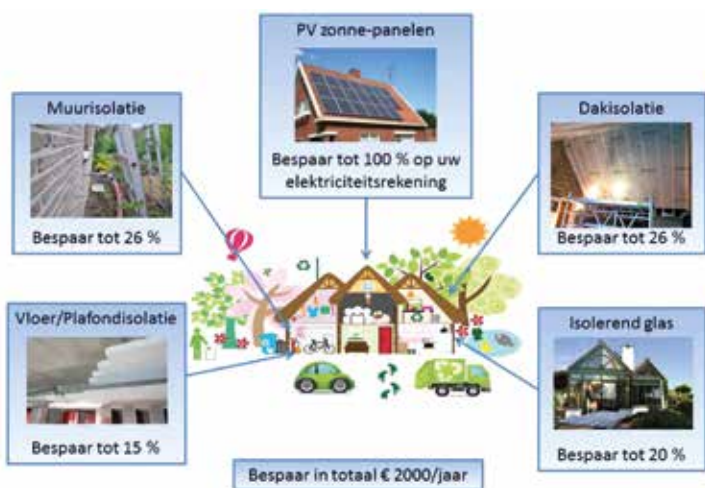 PV zonne-panelen
Bespaar tot 100 % op uw
elektriciteitsrekening
Muurisolatie
Bespaar tot 26 %
Dakisolatie
Bespaar tot 26 %
Vloer/Plafondisolatie
Bespaar tot 15 %
Isolerend glas
Bespaar tot 20 %
Bespaar in totaal € 2000/jaar